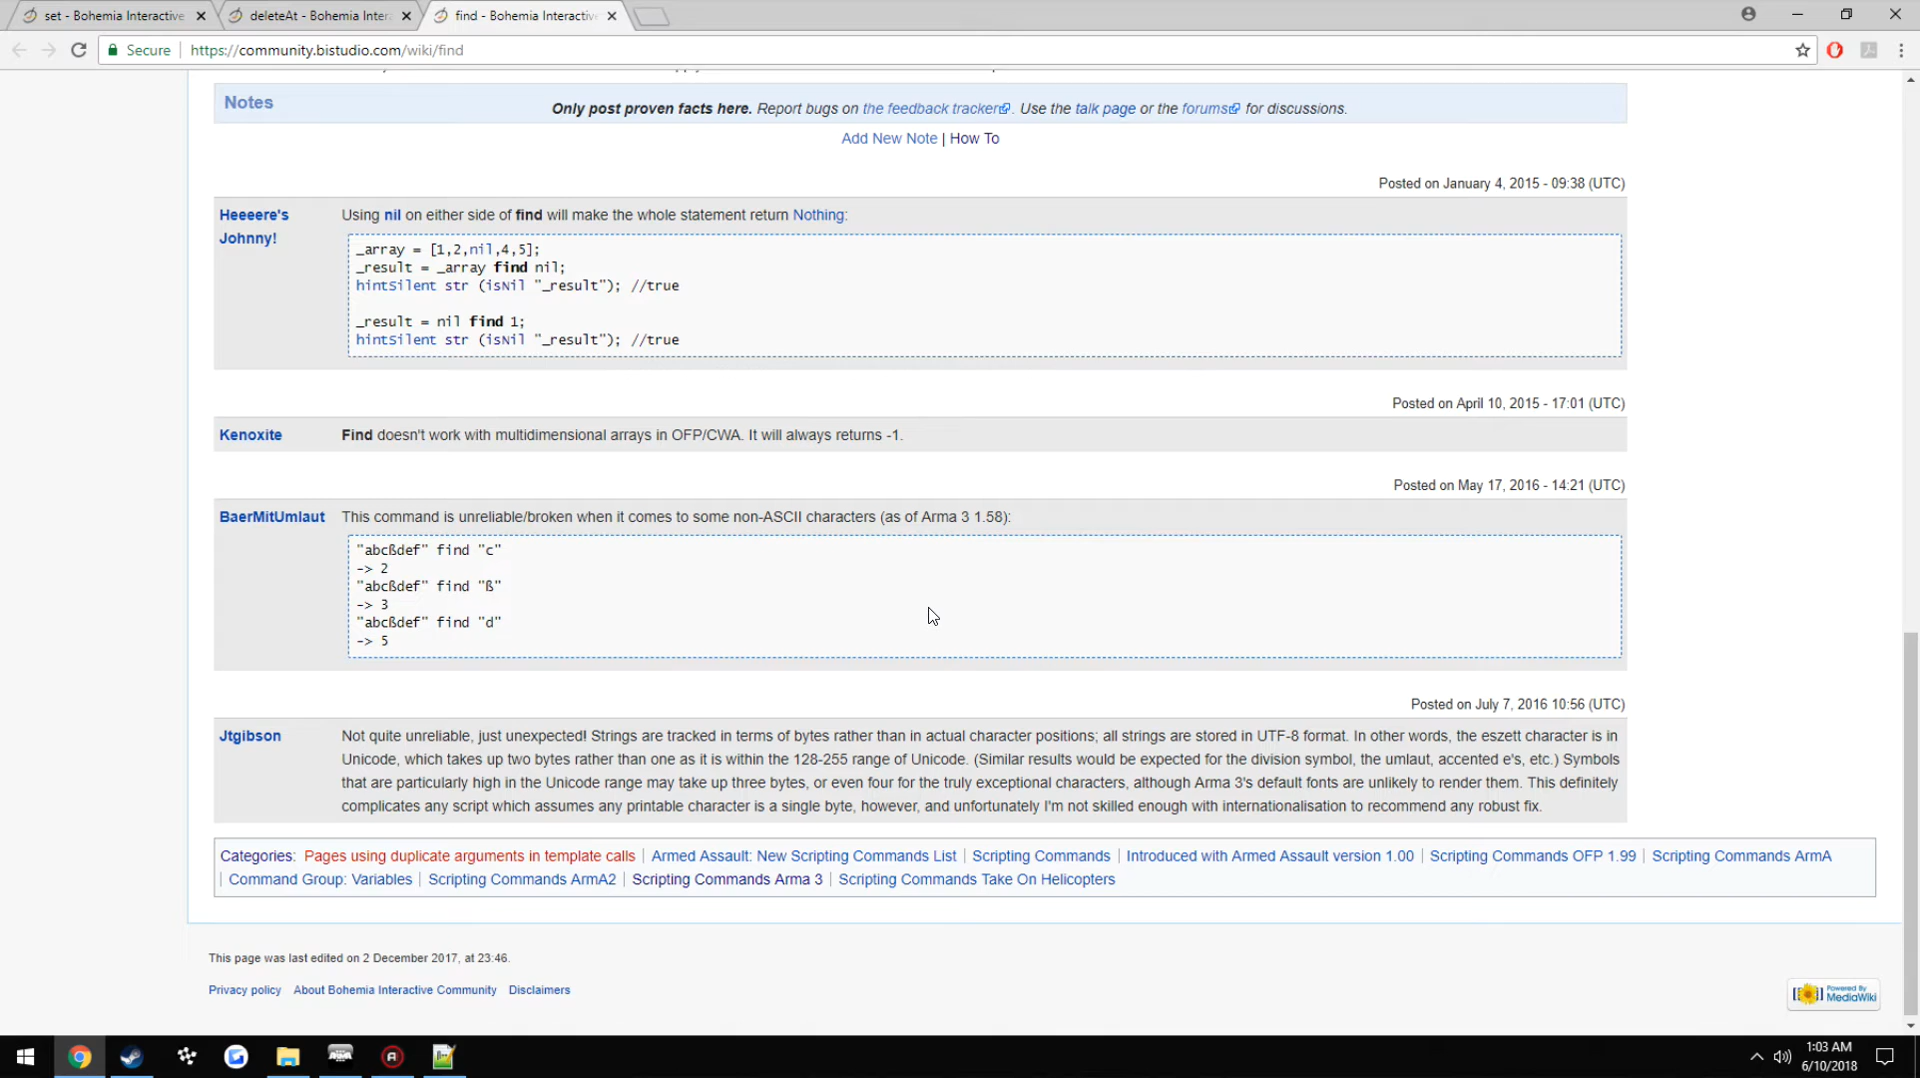 set - Bohemia Interactive
deleteAt - Bohemia Inter
find - Bohemia Interactive
Secure | https://community.bistudio.com/wiki/find
Notes
Only post proven facts here. Report bugs on the feedback tracker. Use the talk page or the forums for discussions.
Add New Note | How To
Posted on January 4, 2015 - 09:38 (UTC)
Heeeere's
Johnny!
Using nil on either side of find will make the whole statement return Nothing:
_array = [1,2,nil,4,5];
_result = _array find nil;
hintSilent str (isNil "_result"); //true
_result = nil find 1;
hintSilent str (isNil "_result"); //true
Posted on April 10, 2015 - 17:01 (UTC)
Kenoxite
Find doesn't work with multidimensional arrays in OFP/CWA. It will always returns -1.
Posted on May 17, 2016 - 14:21 (UTC)
BaerMitUmlaut
This command is unreliable/broken when it comes to some non-ASCII characters (as of Arma 3 1.58):
"abcßdef" find "c"
-> 2
"abcßdef" find "ß"
-> 3
"abcßdef" find "d"
-> 5
Posted on July 7, 2016 10:56 (UTC)
Jtgibson
Not quite unreliable, just unexpected! Strings are tracked in terms of bytes rather than in actual character positions; all strings are stored in UTF-8 format. In other words, the eszett character is in
Unicode, which takes up two bytes rather than one as it is within the 128-255 range of Unicode. (Similar results would be expected for the division symbol, the umlaut, accented e's, etc.) Symbols
that are particularly high in the Unicode range may take up three bytes, or even four for the truly exceptional characters, although Arma 3's default fonts are unlikely to render them. This definitely
complicates any script which assumes any printable character is a single byte, however, and unfortunately I'm not skilled enough with internationalisation to recommend any robust fix.
Categories: Pages using duplicate arguments in template calls | Armed Assault: New Scripting Commands List | Scripting Commands | Introduced with Armed Assault version 1.00 | Scripting Commands OFP 1.99 | Scripting Commands ArmA
| Command Group: Variables | Scripting Commands ArmA2 | Scripting Commands Arma 3 | Scripting Commands Take On Helicopters
This page was last edited on 2 December 2017, at 23:46.
Privacy policy About Bohemia Interactive Community Disclaimers
Powered By
MediaWiki
1:03 AM
6/10/2018